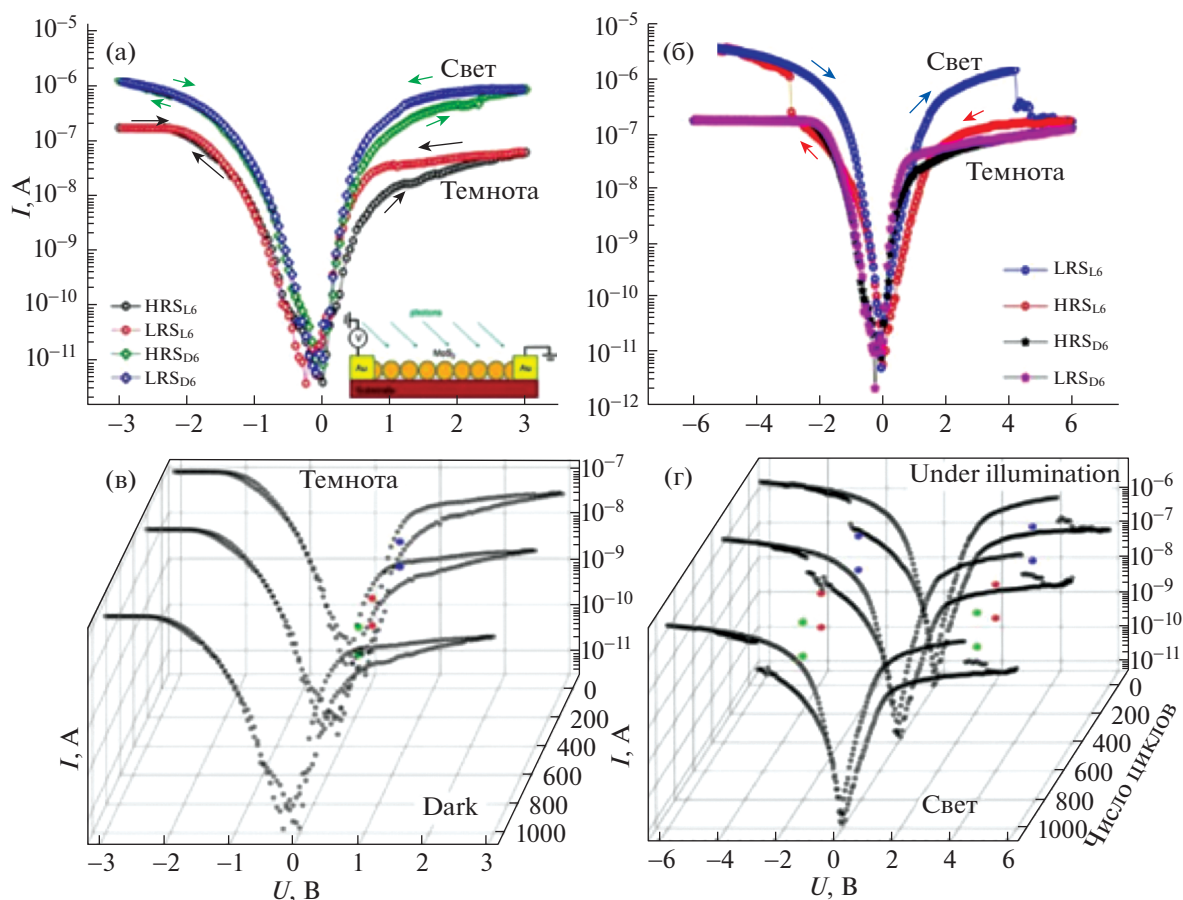 (а)
10⁻⁵
10⁻⁶
10⁻⁷
10⁻⁸
10⁻⁹
10⁻¹⁰
10⁻¹¹
I, А
Свет
Темнота
HRS_L6
LRS_L6
HRS_D6
LRS_D6
photons
V
MoS₂
Au
Au
Substrate
−3 −2 −1 0 1 2 3
(б)
10⁻⁵
10⁻⁶
10⁻⁷
10⁻⁸
10⁻⁹
10⁻¹⁰
10⁻¹¹
10⁻¹²
Свет
Темнота
LRS_L6
HRS_L6
HRS_D6
LRS_D6
−6 −4 −2 0 2 4 6
(в)
Темнота
10⁻⁷
10⁻⁸
10⁻⁹
10⁻¹⁰
10⁻¹¹
0
200
400
600
800
1000
I, А
Dark
−3 −2 −1 0 1 2 3
U, В
(г)
Under illumination
10⁻⁶
10⁻⁷
10⁻⁸
10⁻⁹
10⁻¹⁰
10⁻¹¹
0
200
400
600
800
1000
Число циклов
I, А
Свет
−6 −4 −2 0 2 4 6
U, В